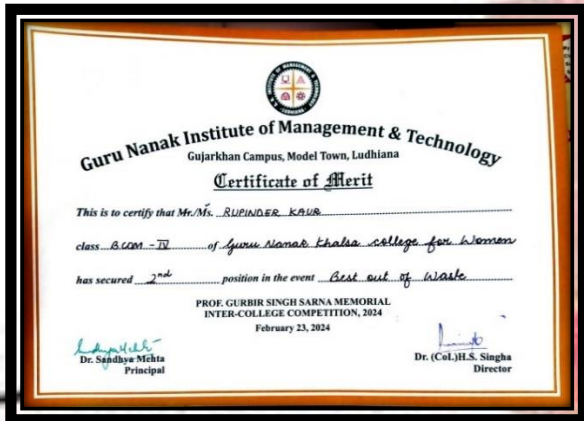 Guru Nanak Institute of Management & Technology
Gujarkhan Campus, Model Town, Ludhiana
Certificate of Merit
This is to certify that Mr./Ms. RUPINDER KAUR
class BCOM - IV of Guru Nanak Khalsa college for Women
has secured 2nd position in the event Best out of Waste
PROF. GURBIR SINGH SARNA MEMORIAL
INTER-COLLEGE COMPETITION, 2024
February 23, 2024
Dr. Sandhya Mehta
Principal
Dr. (Col.)H.S. Singha
Director